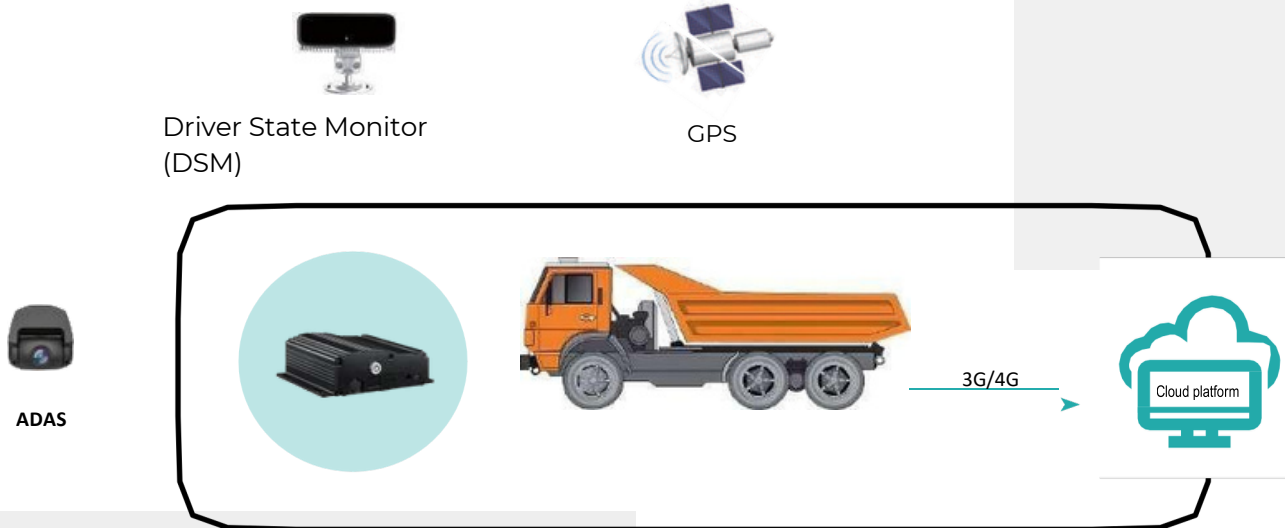 Driver State Monitor
(DSM)
GPS
ADAS
3G/4G
Cloud platform